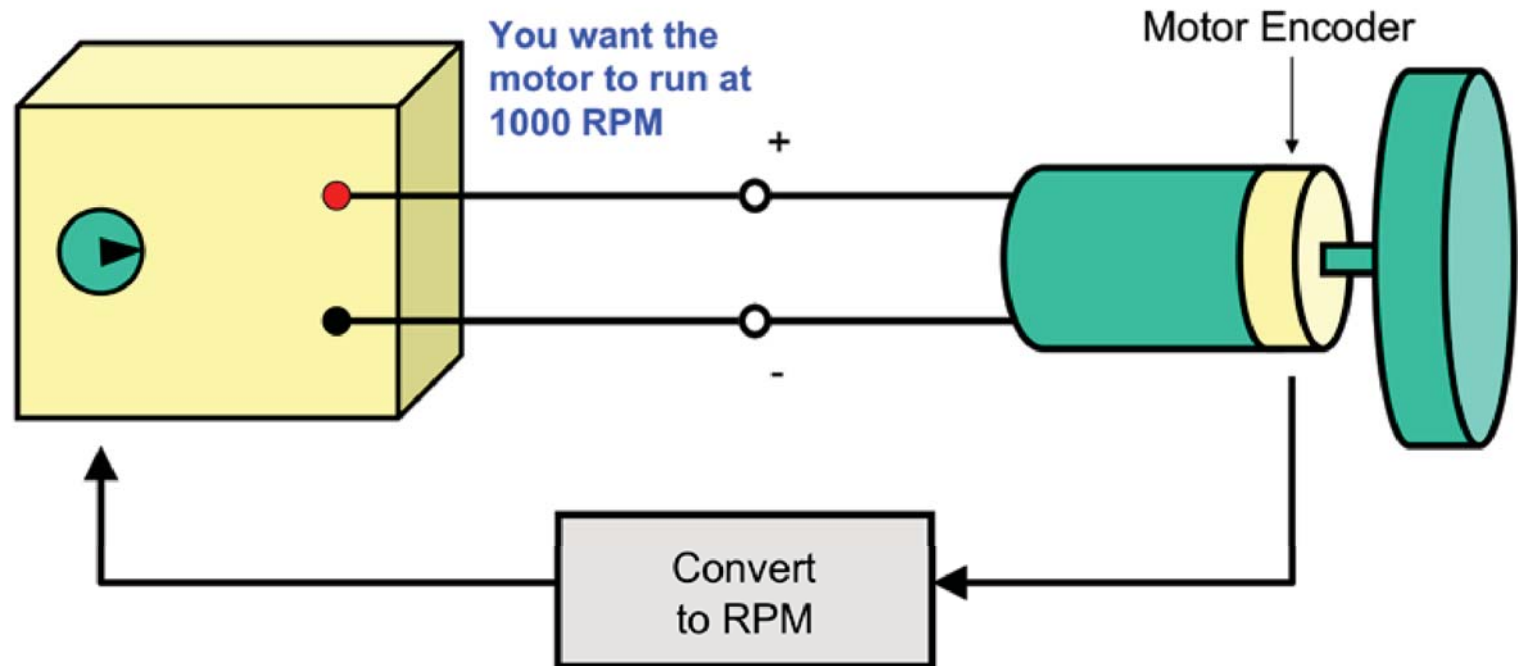 You want the
motor to run at
1000 RPM
Motor Encoder
+
-
Convert
to RPM